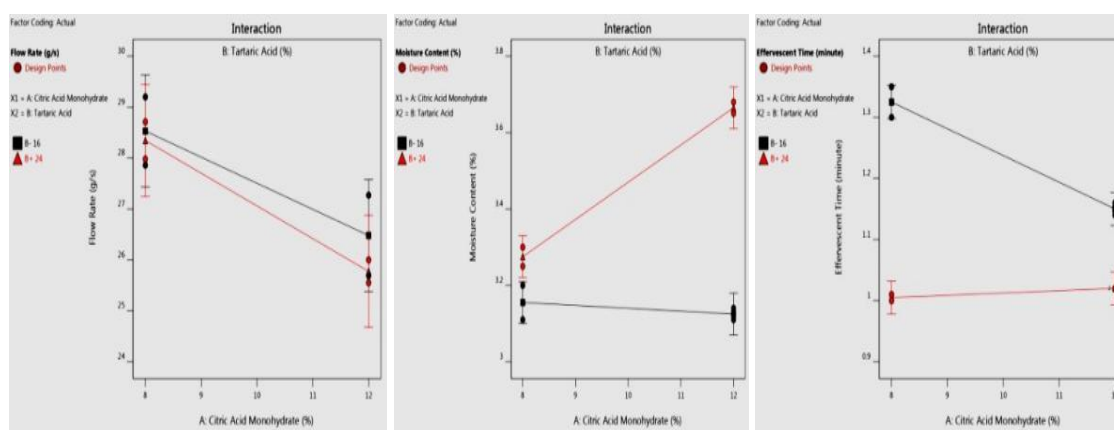 Factor Coding: Actual
Flow Rate (g/s)
Design Points
X1 = A: Citric Acid Monohydrate
X2 = B: Tartaric Acid
B- 16
B+ 24
Interaction
B: Tartaric Acid (%)
30
29
28
27
26
25
24
Flow Rate (g/s)
8
9
10
11
12
A: Citric Acid Monohydrate (%)
Factor Coding: Actual
Moisture Content (%)
Design Points
X1 = A: Citric Acid Monohydrate
X2 = B: Tartaric Acid
B- 16
B+ 24
Interaction
B: Tartaric Acid (%)
3.8
3.6
3.4
3.2
3
Moisture Content (%)
8
9
10
11
12
A: Citric Acid Monohydrate (%)
Factor Coding: Actual
Effervescent Time (minute)
Design Points
X1 = A: Citric Acid Monohydrate
X2 = B: Tartaric Acid
B- 16
B+ 24
Interaction
B: Tartaric Acid (%)
1.4
1.3
1.2
1.1
1
0.9
Effervescent Time (minute)
8
9
10
11
A: Citric Acid Monohydrate (%)